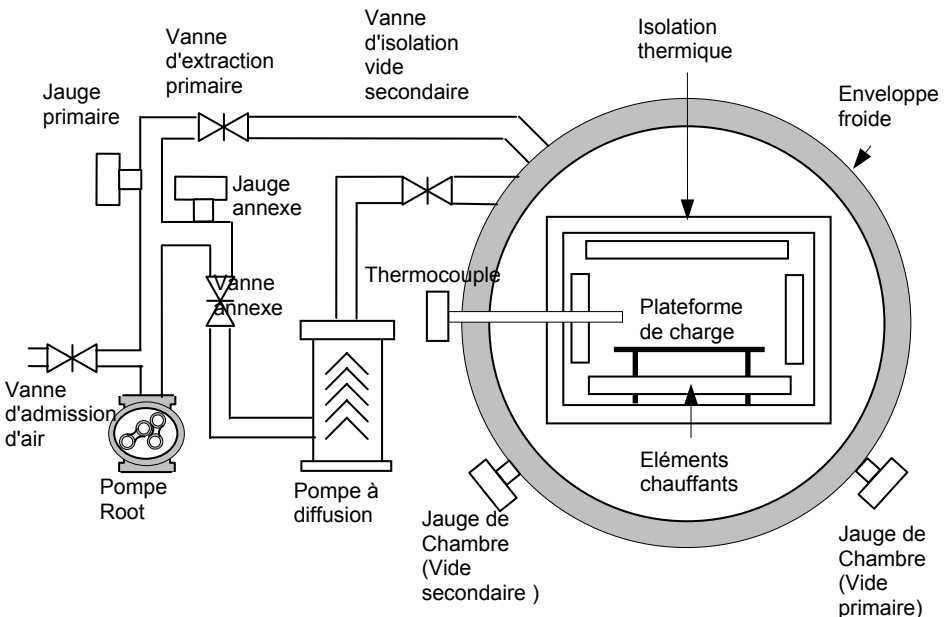 Vanne
d'extraction
primaire
Vanne
d'isolation
vide
secondaire
Isolation
thermique
Jauge
primaire
Enveloppe
froide
Jauge
annexe
Thermocouple
Vanne
annexe
Plateforme
de charge
Vanne
d'admission
d'air
Pompe
Root
Pompe à
diffusion
Eléments
chauffants
Jauge de
Chambre
(Vide
secondaire )
Jauge de
Chambre
(Vide
primaire)